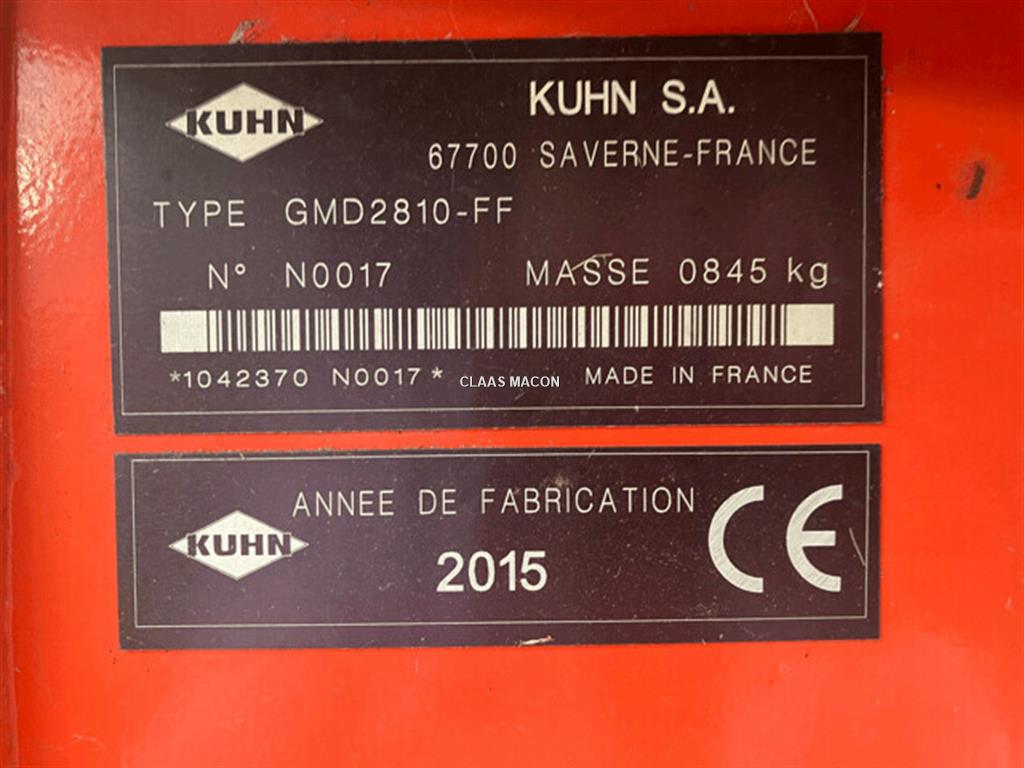 KUHN
KUHN S.A.
67700 SAVERNE-FRANCE
TYPE GMD2810-FF
N° N0017 MASSE 0845 kg
*1042370 N0017* CLAAS MACON MADE IN FRANCE
ANNEE DE FABRICATION
KUHN
2015
CE